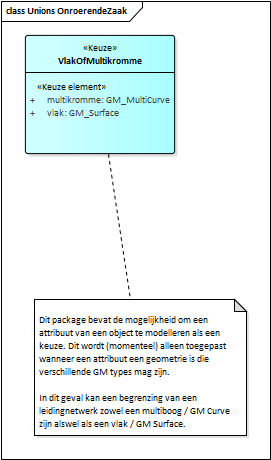 class Unions OnroerendeZaak
«Keuze»
VlakOfMultikromme
«Keuze element»
+ multikromme: GM_MultiCurve
+ vlak: GM_Surface
Dit package bevat de mogelijkheid om een
attribuut van een object te modelleren als een
keuze. Dit wordt (momenteel) alleen toegepast
wanneer een attribuut een geometrie is die
verschillende GM types mag zijn.
In dit geval kan een begrenzing van een
leidingnetwerk zowel een multiboog / GM Curve
zijn alswel als een vlak / GM Surface.